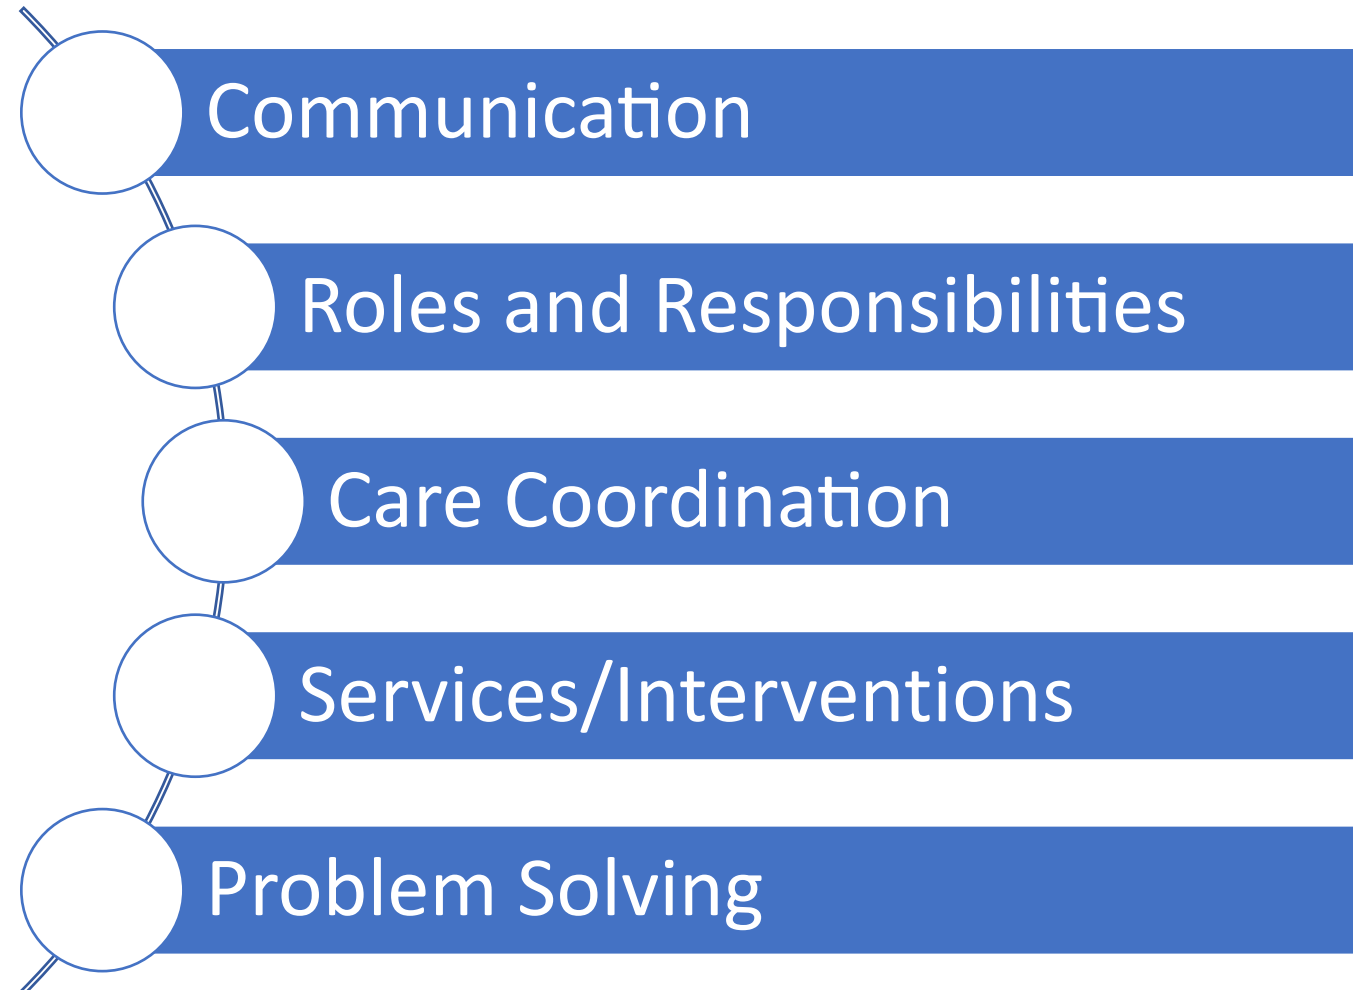 Communication
Roles and Responsibilities
Care Coordination
Services/Interventions
Problem Solving